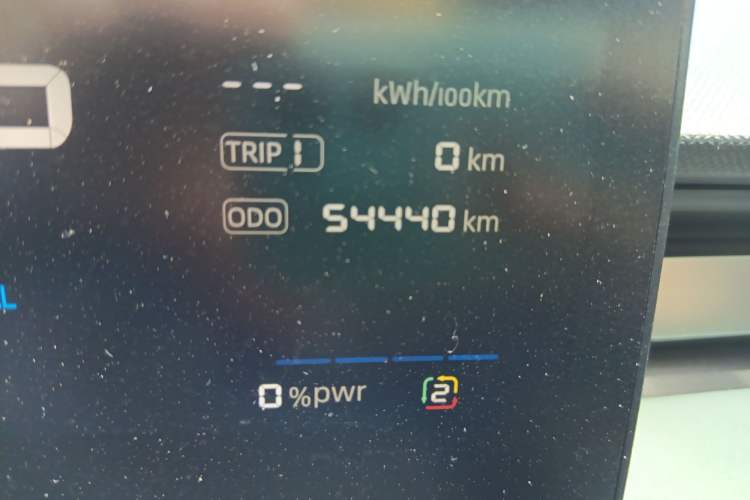 --- kWh/100km
TRIP 1 0 km
ODO 54440 km
0 %pwr 2